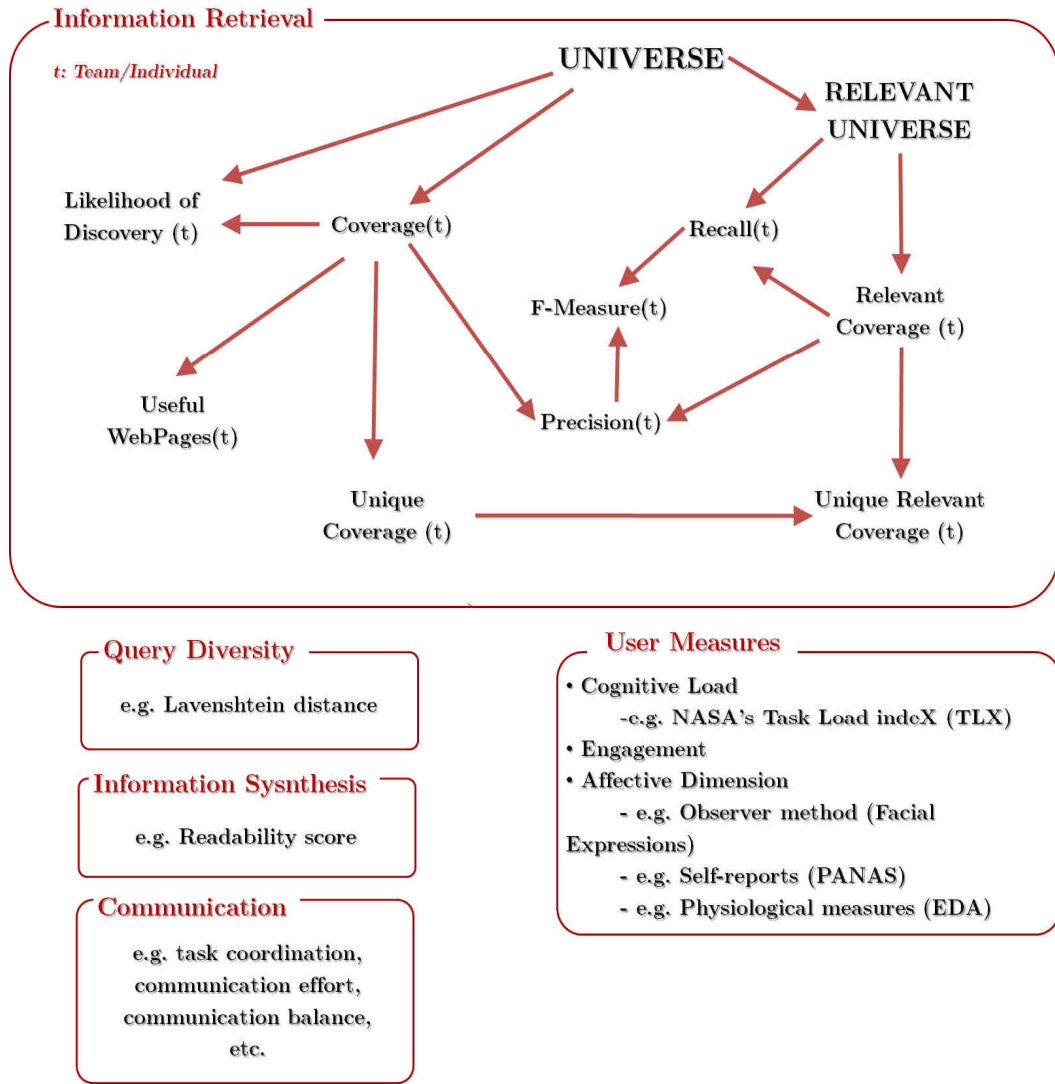 Information Retrieval
t: Team/Individual
UNIVERSE
RELEVANT
UNIVERSE
Likelihood of
Discovery (t)
Coverage(t)
Recall(t)
F-Measure(t)
Relevant
Coverage (t)
Useful
WebPages(t)
Precision(t)
Unique
Coverage (t)
Unique Relevant
Coverage (t)
Query Diversity
e.g. Lavenshtein distance
Information Sysnthesis
e.g. Readability score
Communication
e.g. task coordination,
communication effort,
communication balance,
etc.
User Measures
• Cognitive Load
-e.g. NASA's Task Load indeX (TLX)
• Engagement
• Affective Dimension
- e.g. Observer method (Facial
Expressions)
- e.g. Self-reports (PANAS)
- e.g. Physiological measures (EDA)